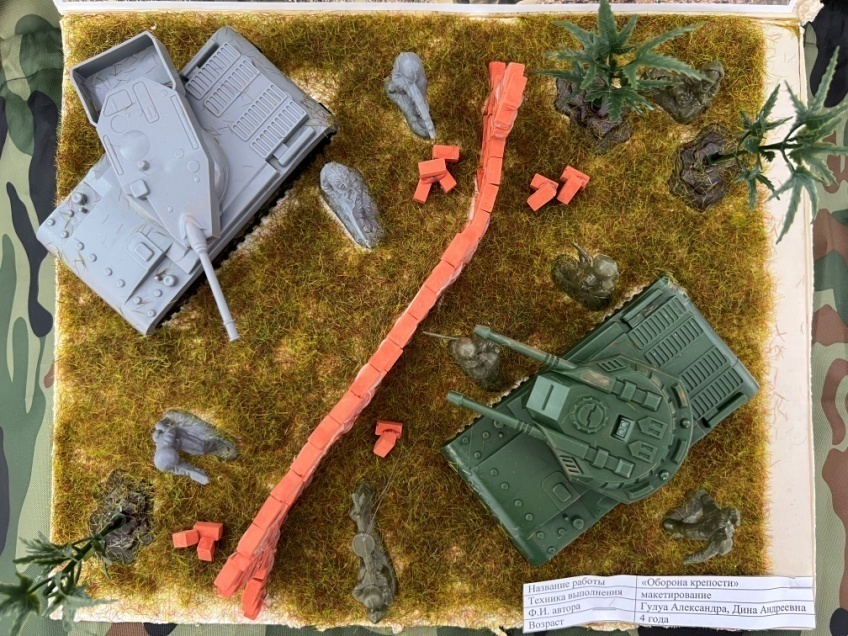 Название работы «Оборона крепости»
Техника выполнения макетирование
Ф.И. автора Гулуа Александра, Дина Андреевна
Возраст 4 года